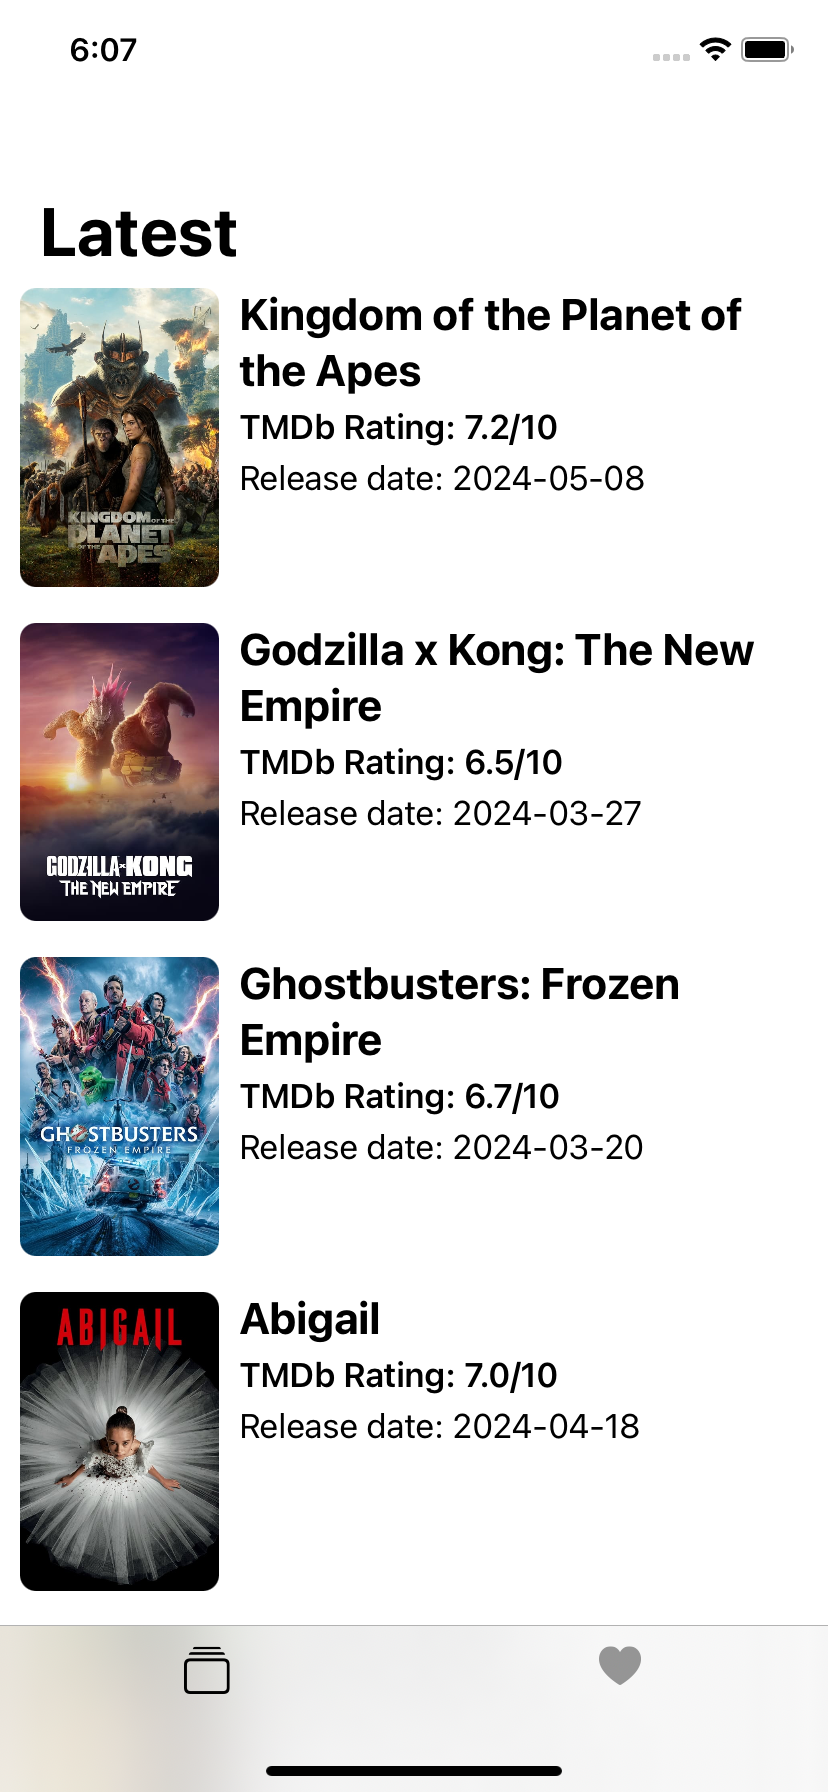 6:07
Latest
Kingdom of the Planet of
the Apes
TMDb Rating: 7.2/10
Release date: 2024-05-08
KINGDOM OF THE
PLANET
OF THE APES
Godzilla x Kong: The New
Empire
TMDb Rating: 6.5/10
Release date: 2024-03-27
GODZILLA x KONG
THE NEW EMPIRE
Ghostbusters: Frozen
Empire
TMDb Rating: 6.7/10
Release date: 2024-03-20
GHOSTBUSTERS
FROZEN EMPIRE
Abigail
TMDb Rating: 7.0/10
Release date: 2024-04-18
ABIGAIL